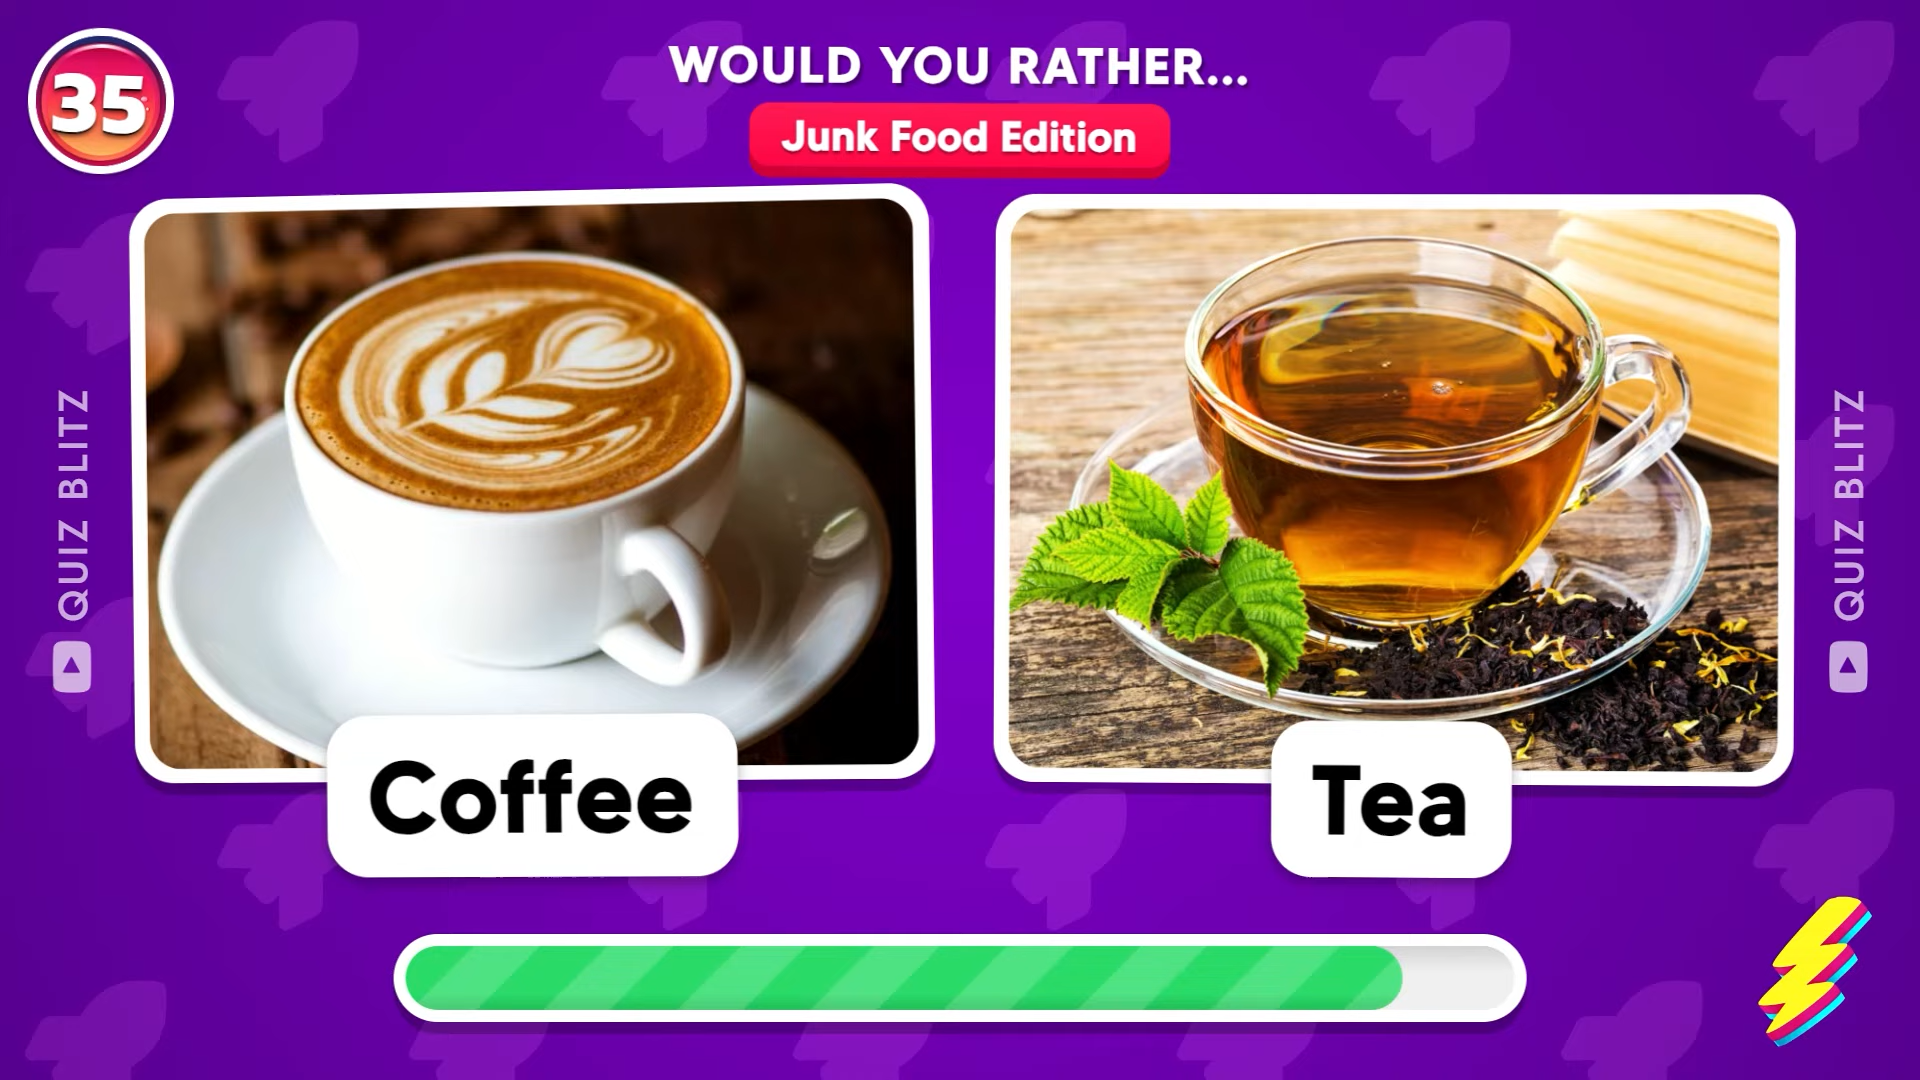 35
WOULD YOU RATHER...
Junk Food Edition
QUIZ BLITZ
QUIZ BLITZ
Coffee
Tea